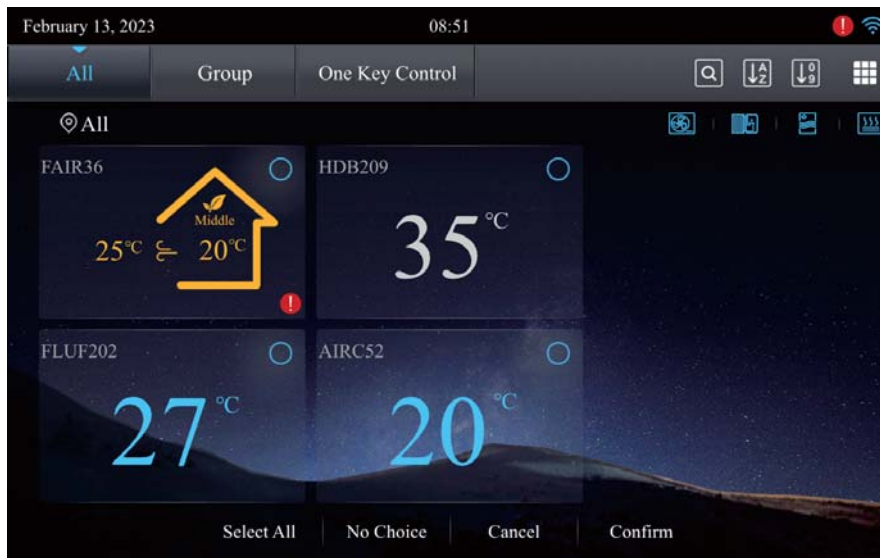 February 13, 2023 08:51
All Group One Key Control
All
FAIR36 HDB209
Middle
25°C 20°C
35°C
FLUF202 AIRC52
27°C 20°C
Select All No Choice Cancel Confirm